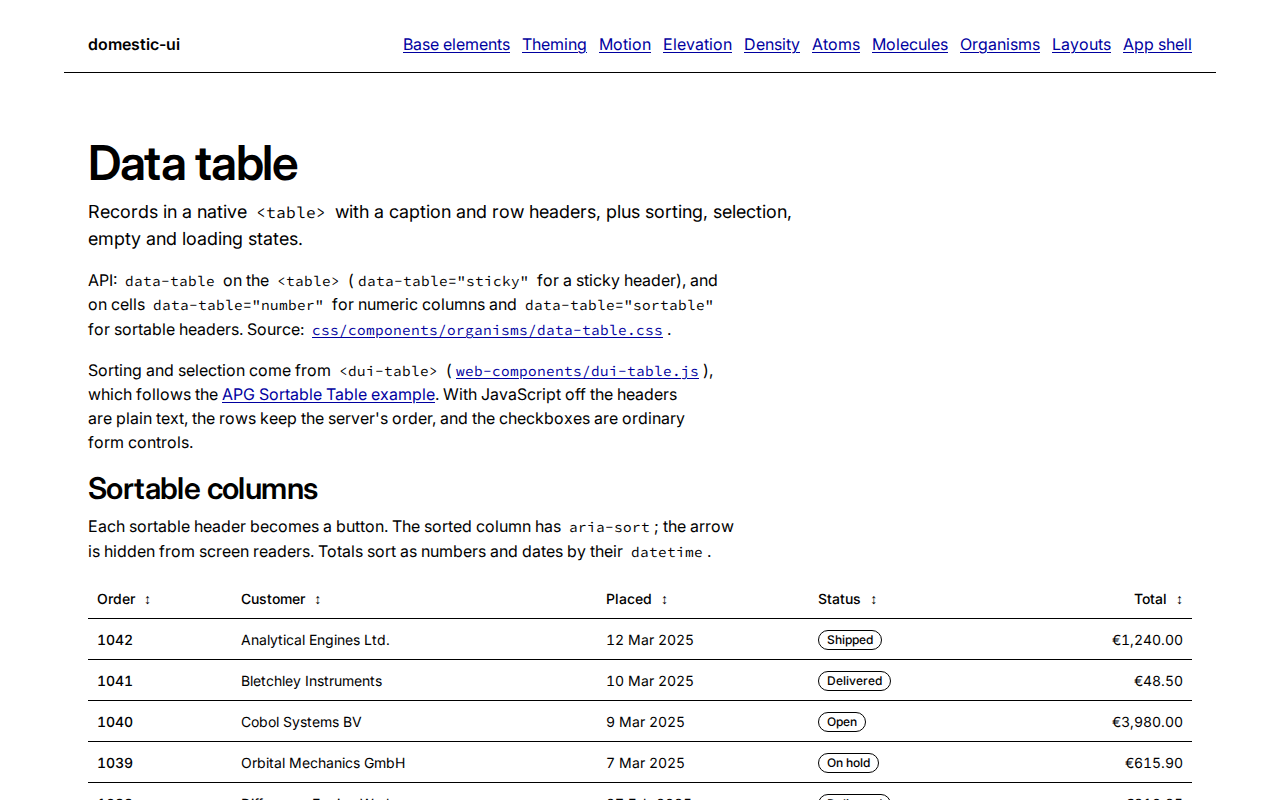 domestic-ui
Base elements Theming Motion Elevation Density Atoms Molecules Organisms Layouts App shell
Data table
Records in a native <table> with a caption and row headers, plus sorting, selection,
empty and loading states.
API: data-table on the <table> (data-table="sticky" for a sticky header), and
on cells data-table="number" for numeric columns and data-table="sortable"
for sortable headers. Source: css/components/organisms/data-table.css.
Sorting and selection come from <dui-table> (web-components/dui-table.js),
which follows the APG Sortable Table example. With JavaScript off the headers
are plain text, the rows keep the server's order, and the checkboxes are ordinary
form controls.
Sortable columns
Each sortable header becomes a button. The sorted column has aria-sort; the arrow
is hidden from screen readers. Totals sort as numbers and dates by their datetime.
Order ↕ Customer ↕ Placed ↕ Status ↕ Total ↕
1042 Analytical Engines Ltd. 12 Mar 2025 Shipped €1,240.00
1041 Bletchley Instruments 10 Mar 2025 Delivered €48.50
1040 Cobol Systems BV 9 Mar 2025 Open €3,980.00
1039 Orbital Mechanics GmbH 7 Mar 2025 On hold €615.90